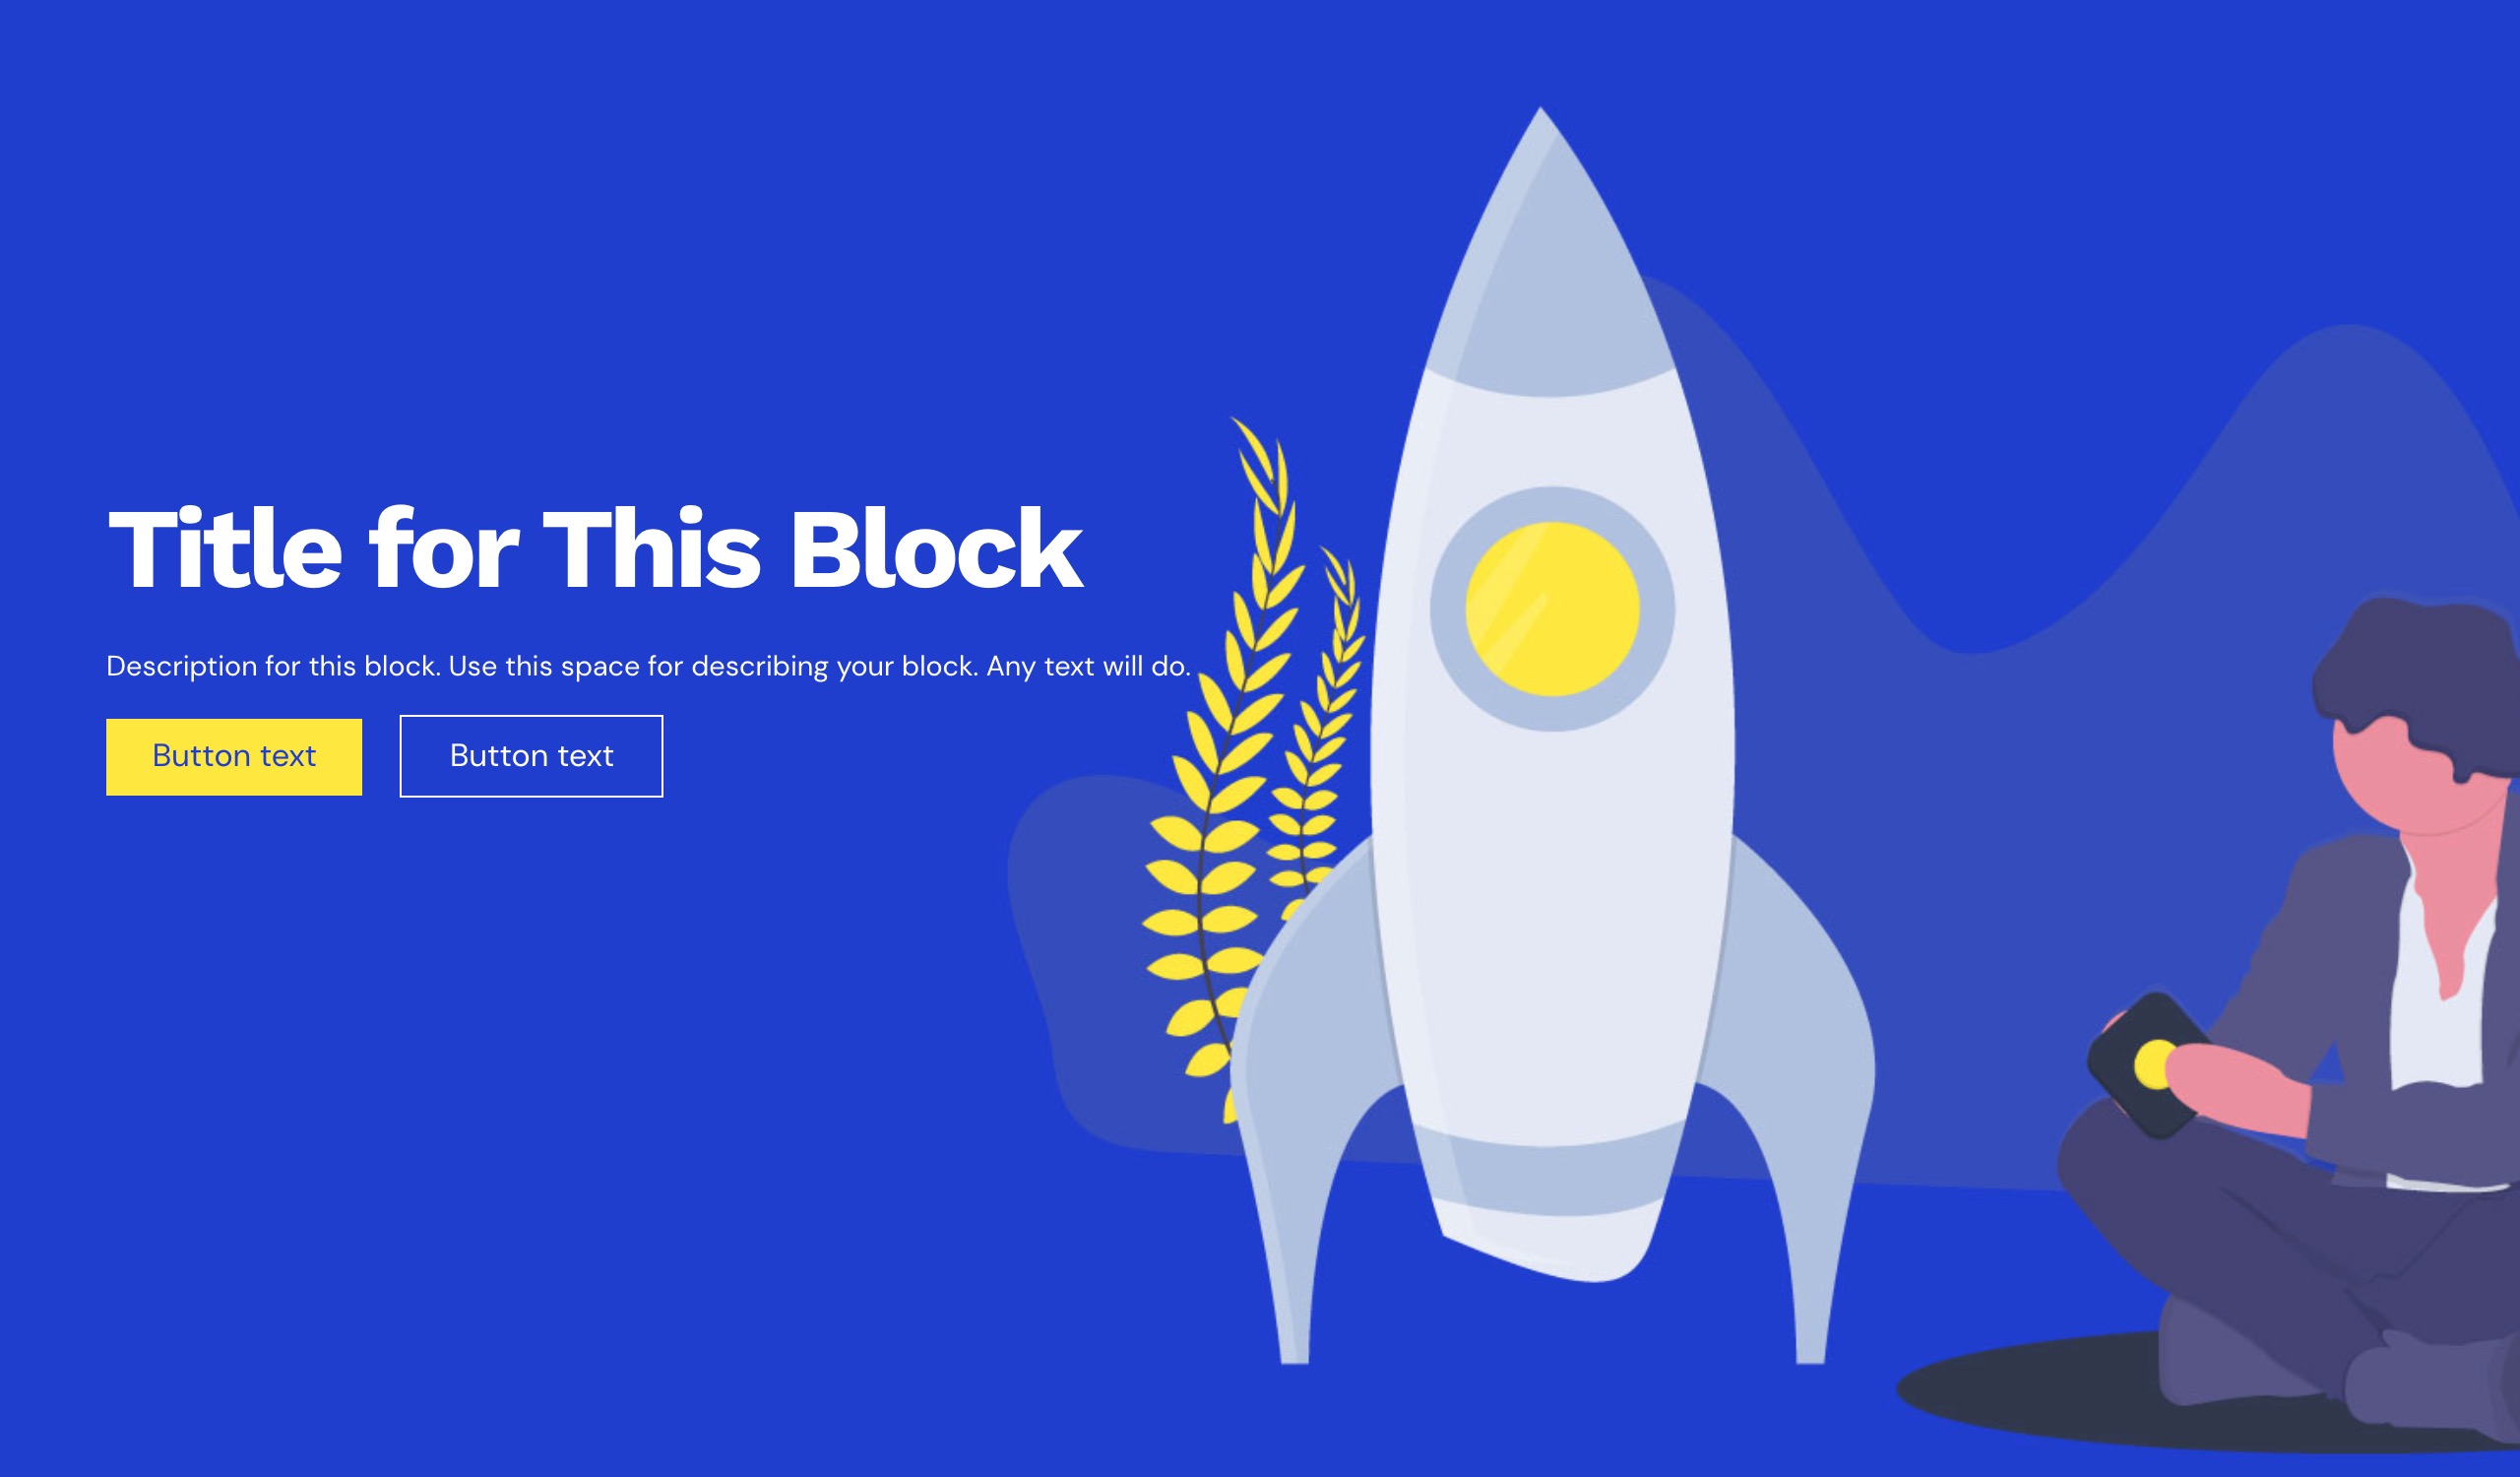 Title for This Block
Description for this block. Use this space for describing your block. Any text will do.
Button text
Button text